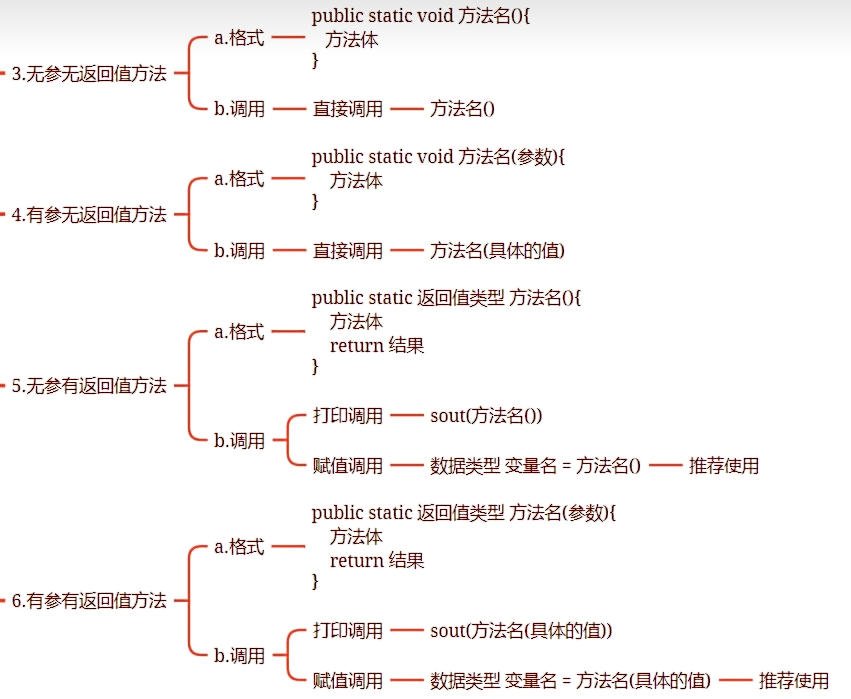 3.无参无返回值方法
a.格式
public static void 方法名(){
方法体
}
b.调用
直接调用
方法名()
4.有参无返回值方法
a.格式
public static void 方法名(参数){
方法体
}
b.调用
直接调用
方法名(具体的值)
5.无参有返回值方法
a.格式
public static 返回值类型 方法名(){
方法体
return 结果
}
b.调用
打印调用
sout(方法名())
赋值调用
数据类型 变量名 = 方法名()
推荐使用
6.有参有返回值方法
a.格式
public static 返回值类型 方法名(参数){
方法体
return 结果
}
b.调用
打印调用
sout(方法名(具体的值))
赋值调用
数据类型 变量名 = 方法名(具体的值)
推荐使用